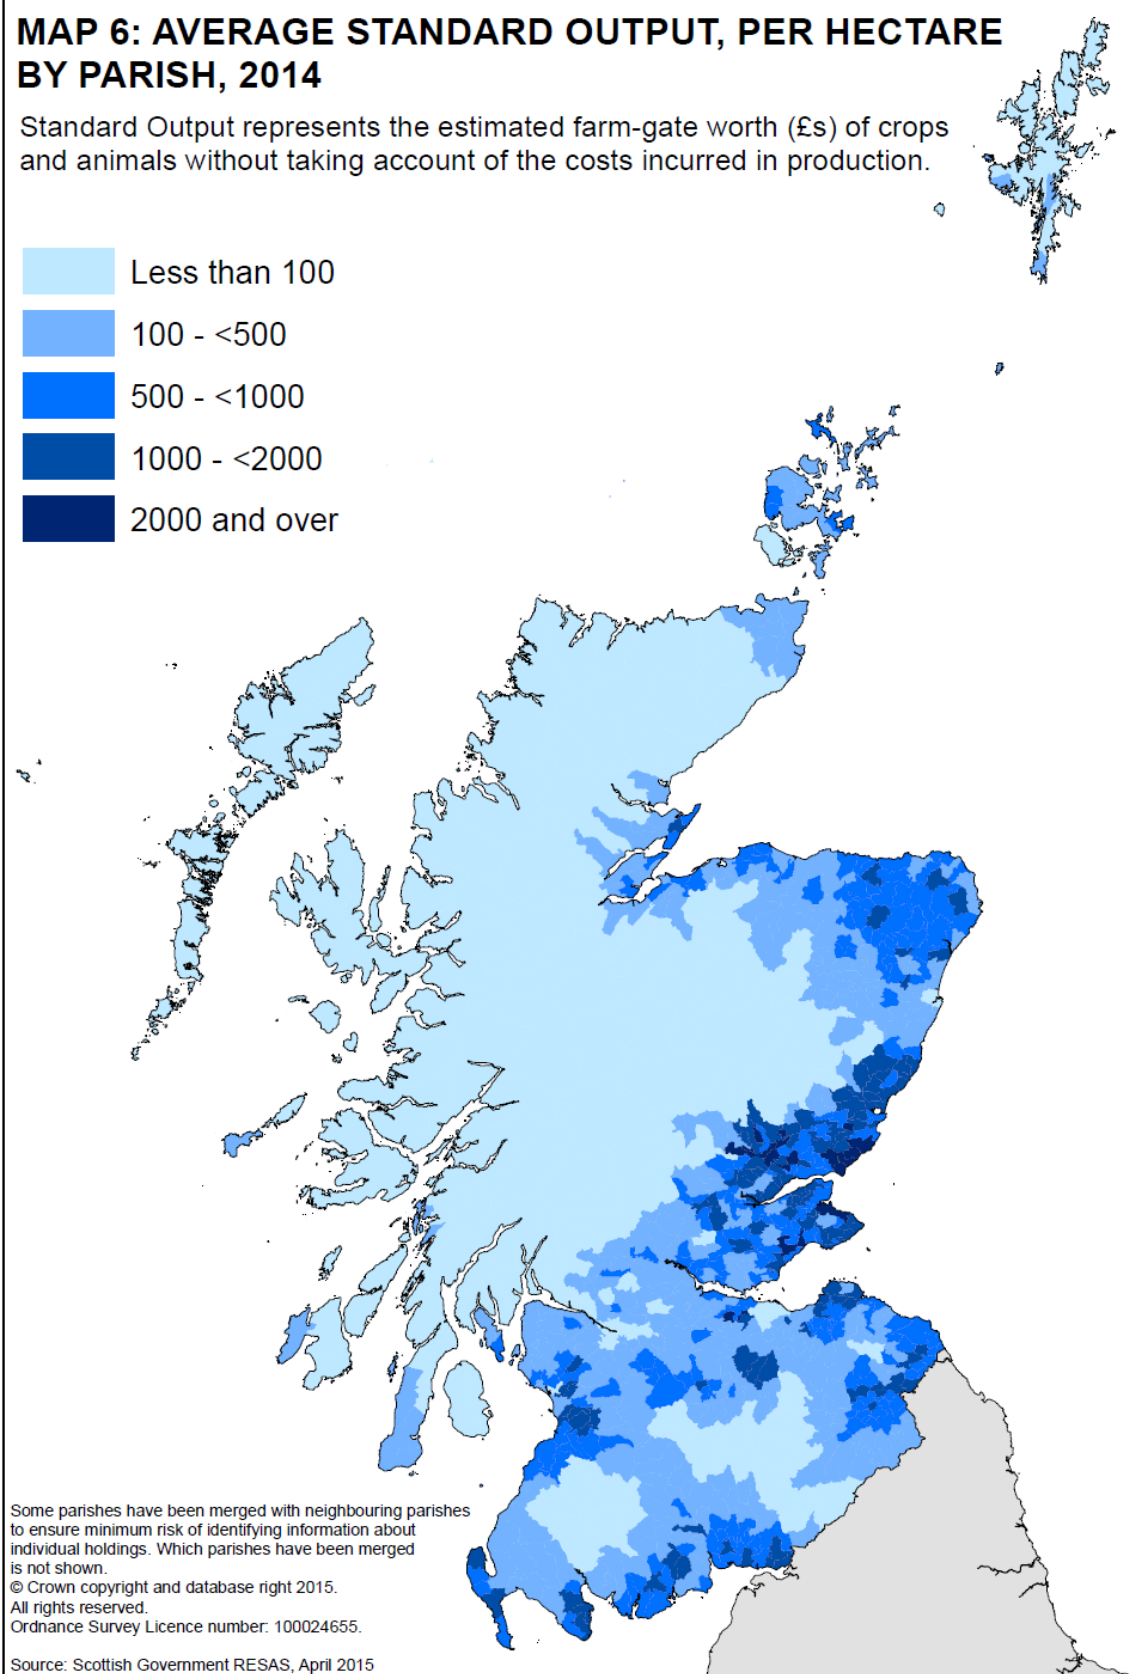 MAP 6: AVERAGE STANDARD OUTPUT, PER HECTARE
BY PARISH, 2014
Standard Output represents the estimated farm-gate worth (£s) of crops
and animals without taking account of the costs incurred in production.
Less than 100
100 - <500
500 - <1000
1000 - <2000
2000 and over
Some parishes have been merged with neighbouring parishes
to ensure minimum risk of identifying information about
individual holdings. Which parishes have been merged
is not shown.
© Crown copyright and database right 2015.
All rights reserved.
Ordnance Survey Licence number: 100024655.
Source: Scottish Government RESAS, April 2015